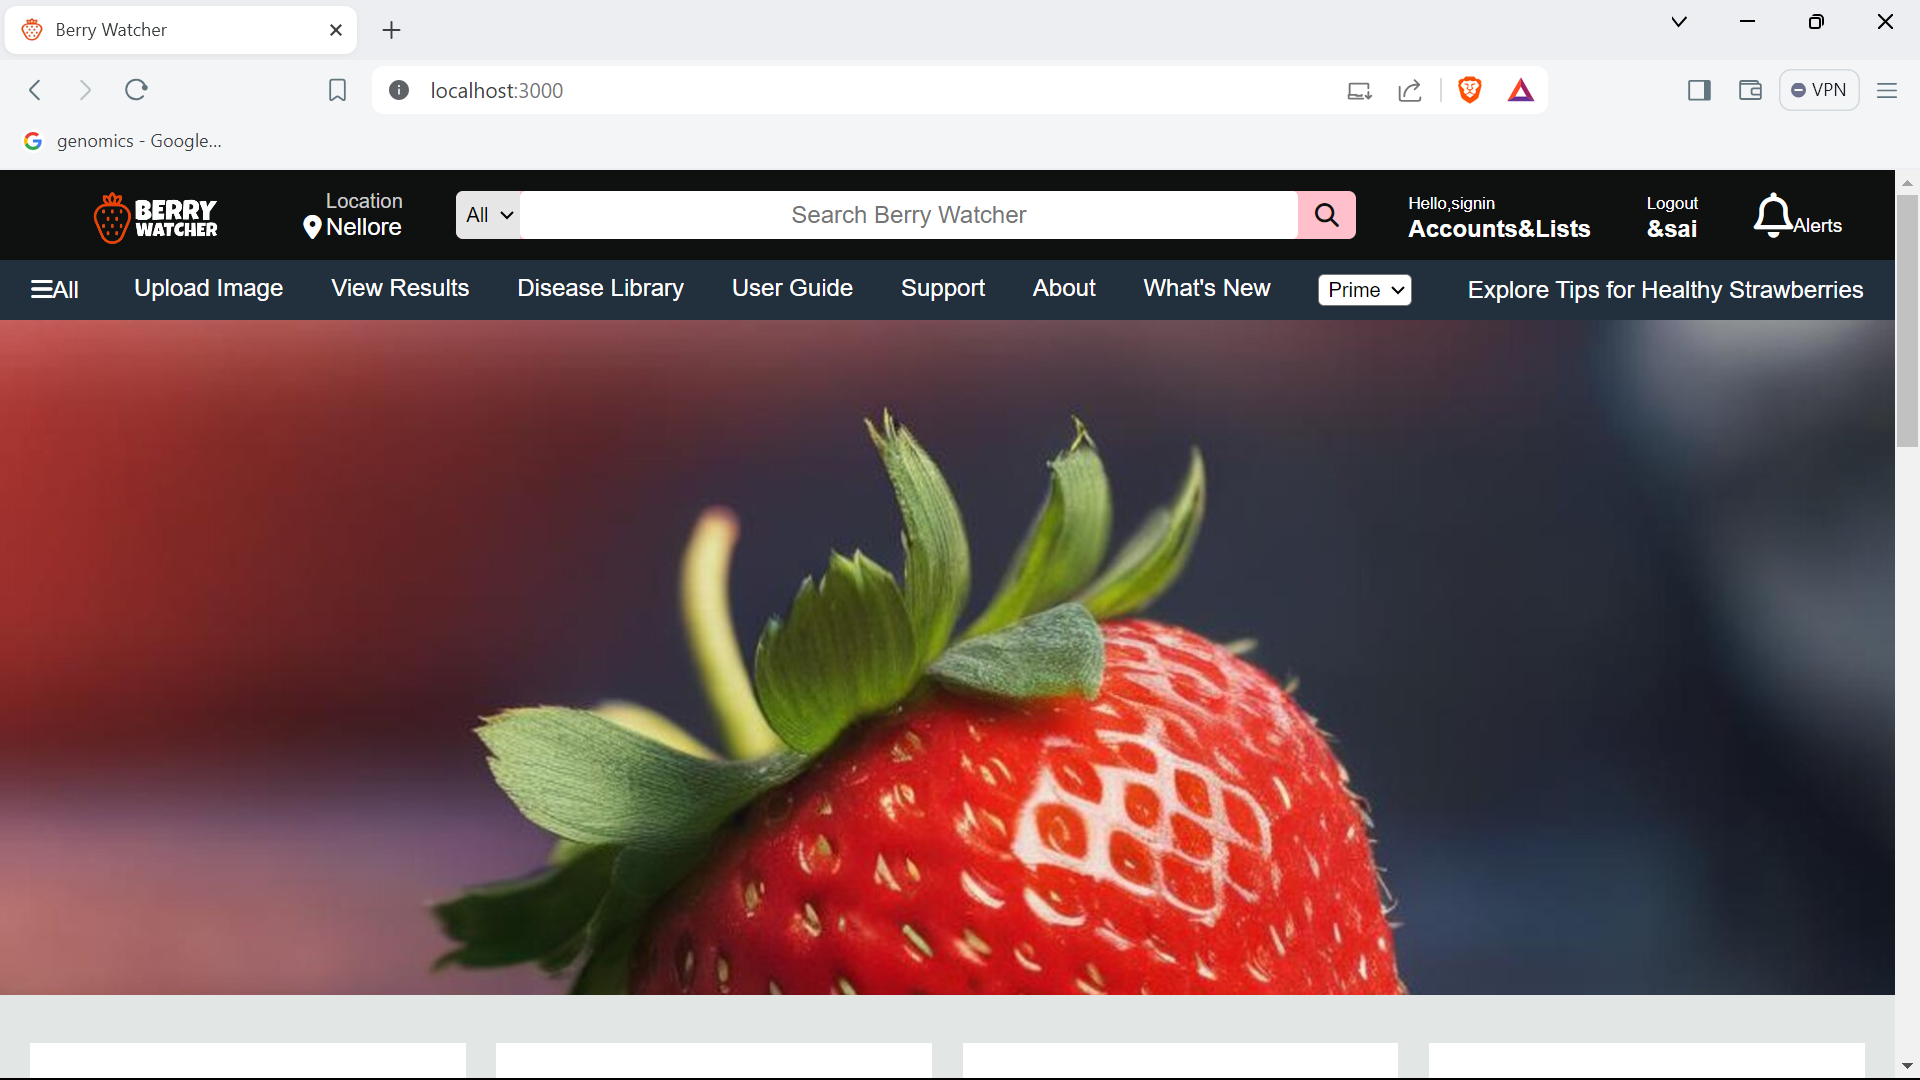 Berry Watcher
localhost:3000
VPN
genomics - Google...
BERRY
WATCHER
Location
Nellore
All
Search Berry Watcher
Hello,signin
Accounts&Lists
Logout
&sai
Alerts
All
Upload Image
View Results
Disease Library
User Guide
Support
About
What's New
Prime
Explore Tips for Healthy Strawberries